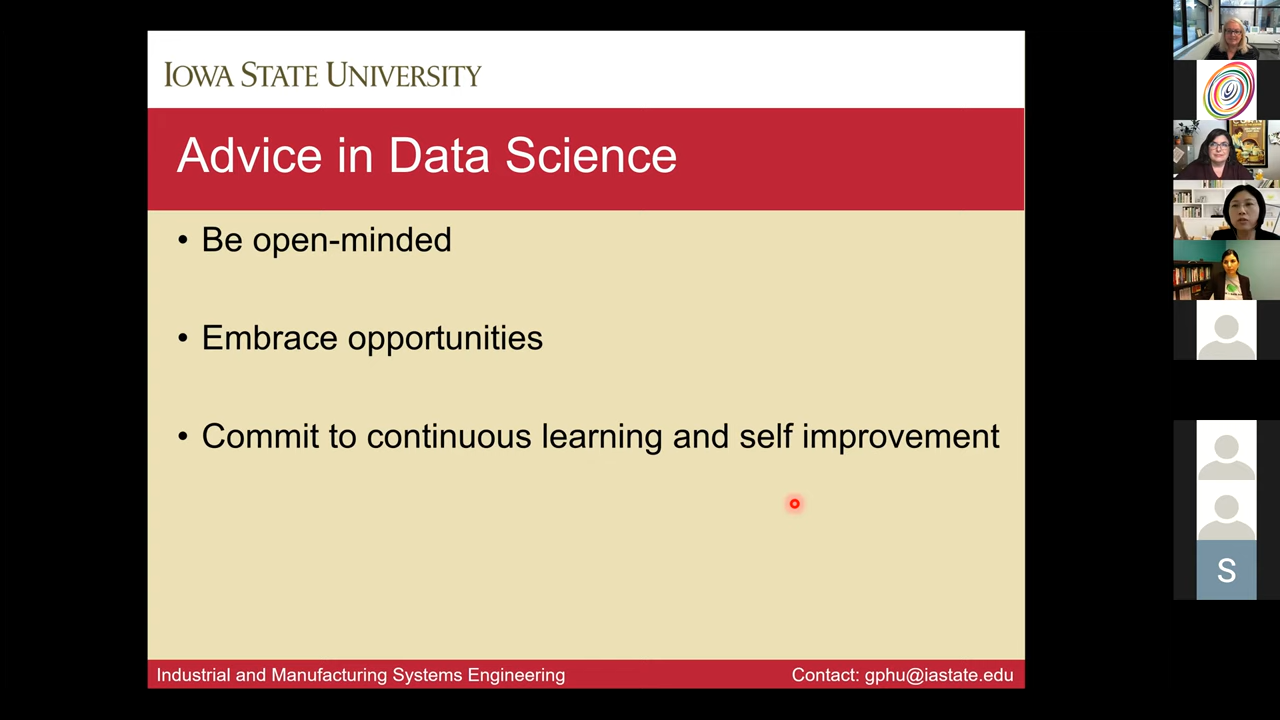 IOWA STATE UNIVERSITY
Advice in Data Science
• Be open-minded
• Embrace opportunities
• Commit to continuous learning and self improvement
Industrial and Manufacturing Systems Engineering
Contact: gphu@iastate.edu
S